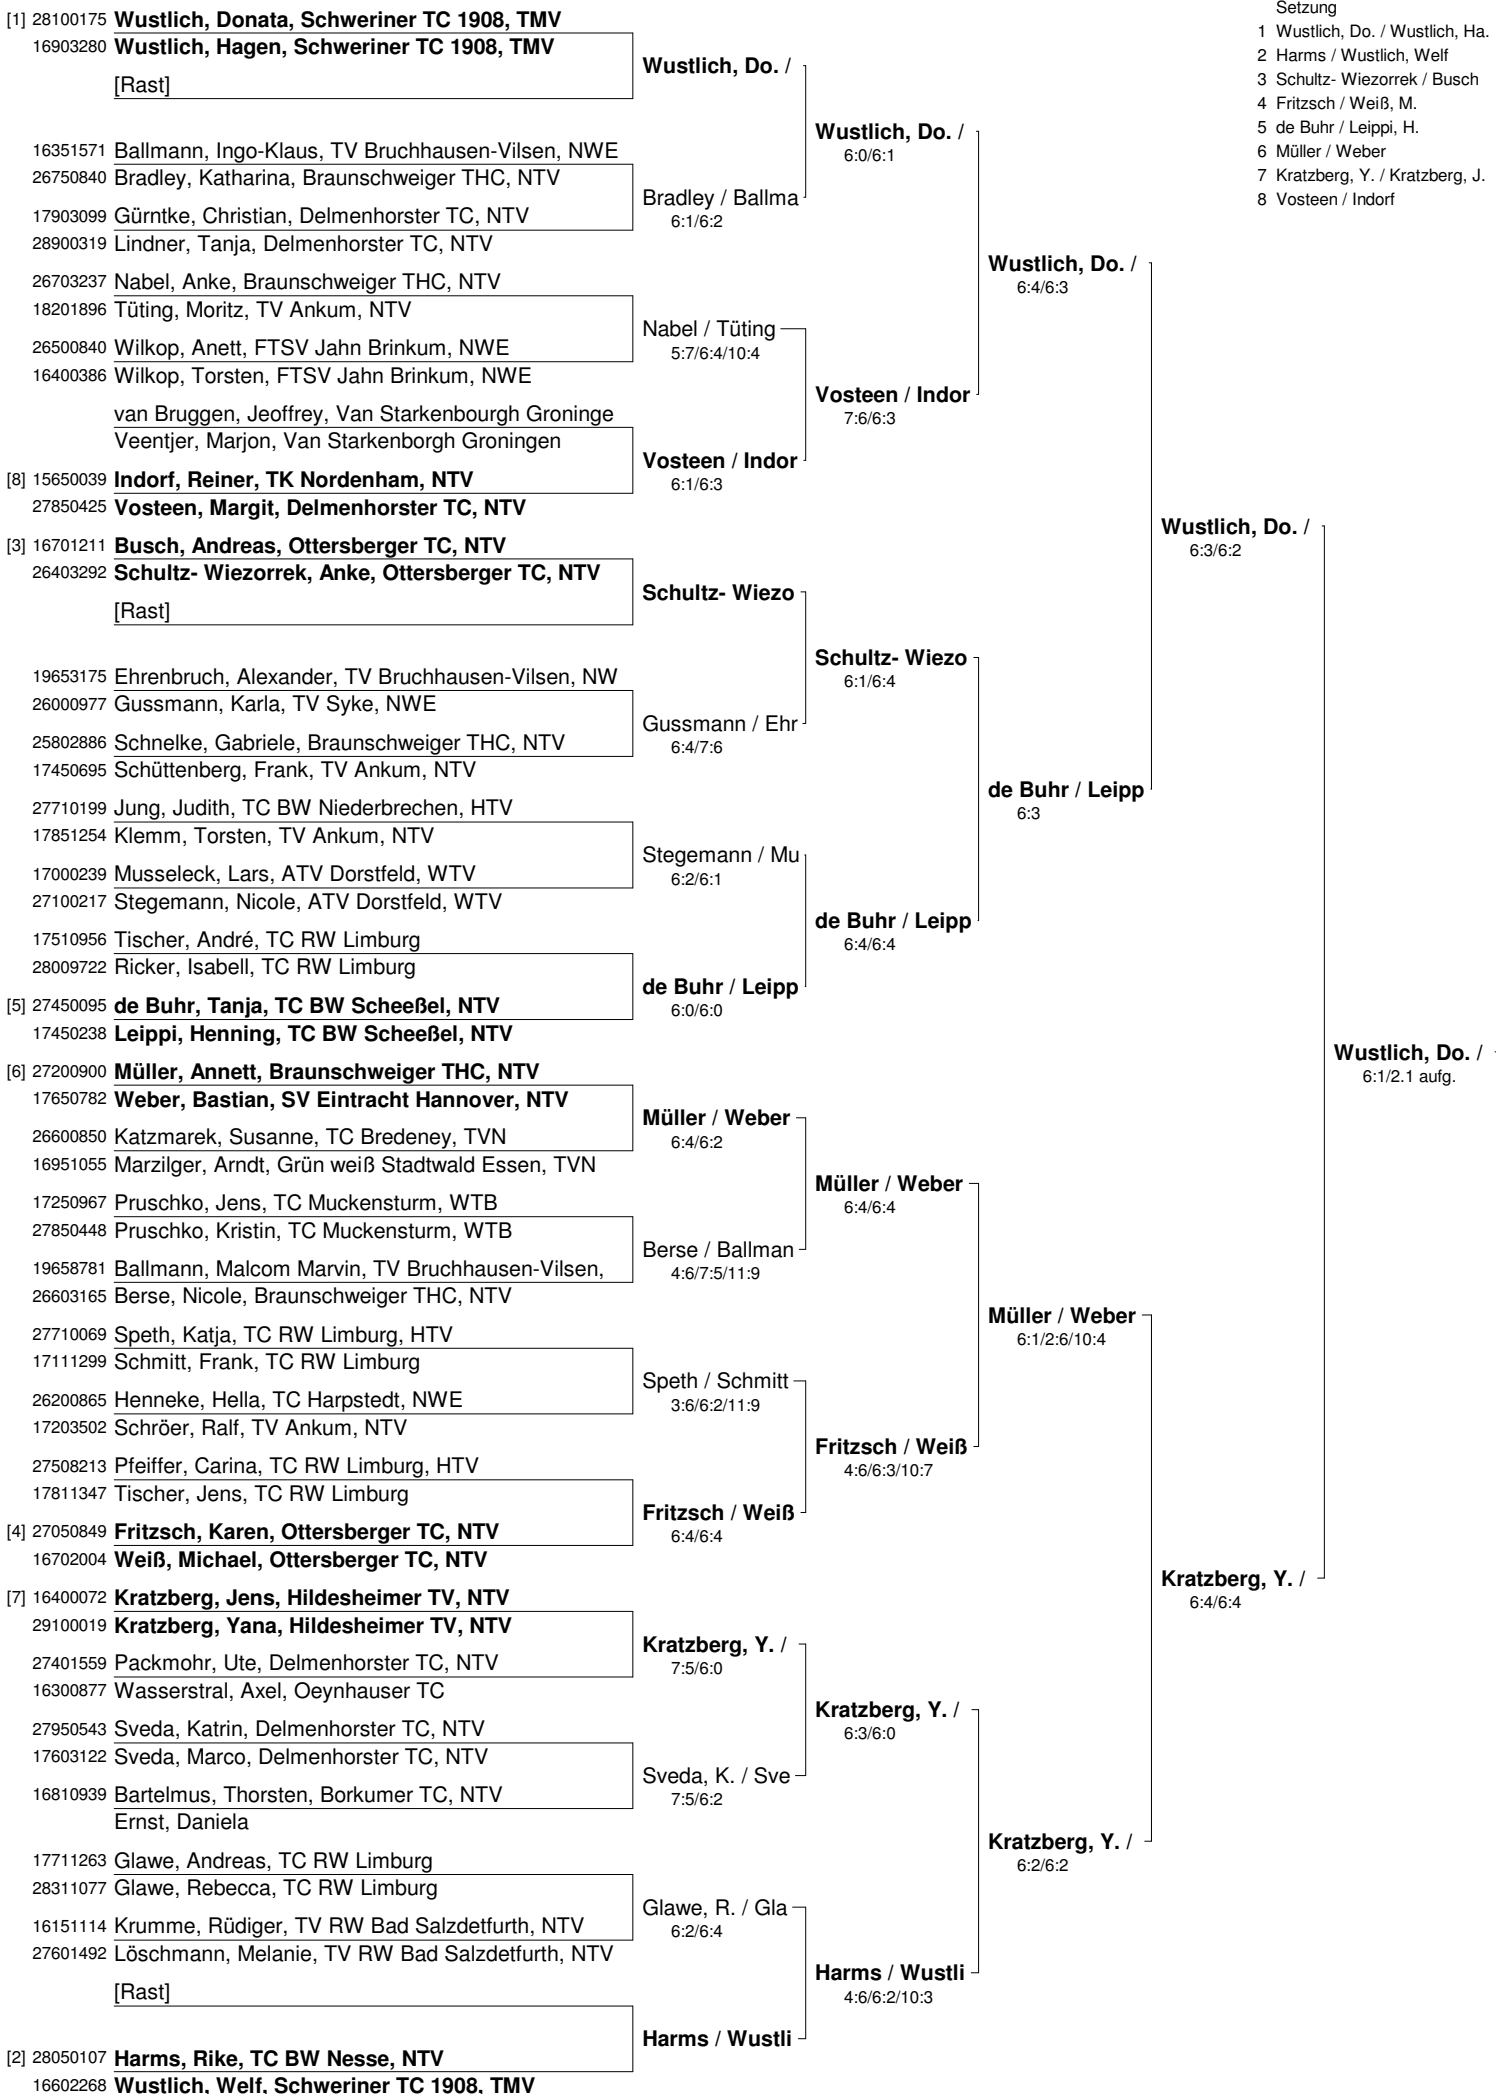 Setzung
1 Wustlich, Do. / Wustlich, Ha.
2 Harms / Wustlich, Welf
3 Schultz- Wiezorrek / Busch
4 Fritzsch / Weiß, M.
5 de Buhr / Leippi, H.
6 Müller / Weber
7 Kratzberg, Y. / Kratzberg, J.
8 Vosteen / Indorf
[1] 28100175 Wustlich, Donata, Schweriner TC 1908, TMV
16903280 Wustlich, Hagen, Schweriner TC 1908, TMV
[Rast]
16351571 Ballmann, Ingo-Klaus, TV Bruchhausen-Vilsen, NWE
26750840 Bradley, Katharina, Braunschweiger THC, NTV
17903099 Gürntke, Christian, Delmenhorster TC, NTV
28900319 Lindner, Tanja, Delmenhorster TC, NTV
26703237 Nabel, Anke, Braunschweiger THC, NTV
18201896 Tüting, Moritz, TV Ankum, NTV
26500840 Wilkop, Anett, FTSV Jahn Brinkum, NWE
16400386 Wilkop, Torsten, FTSV Jahn Brinkum, NWE
van Bruggen, Jeoffrey, Van Starkenbourgh Groninge
Veentjer, Marjon, Van Starkenborgh Groningen
[8] 15650039 Indorf, Reiner, TK Nordenham, NTV
27850425 Vosteen, Margit, Delmenhorster TC, NTV
[3] 16701211 Busch, Andreas, Ottersberger TC, NTV
26403292 Schultz- Wiezorrek, Anke, Ottersberger TC, NTV
[Rast]
19653175 Ehrenbruch, Alexander, TV Bruchhausen-Vilsen, NW
26000977 Gussmann, Karla, TV Syke, NWE
25802886 Schnelke, Gabriele, Braunschweiger THC, NTV
17450695 Schüttenberg, Frank, TV Ankum, NTV
27710199 Jung, Judith, TC BW Niederbrechen, HTV
17851254 Klemm, Torsten, TV Ankum, NTV
17000239 Musseleck, Lars, ATV Dorstfeld, WTV
27100217 Stegemann, Nicole, ATV Dorstfeld, WTV
17510956 Tischer, André, TC RW Limburg
28009722 Ricker, Isabell, TC RW Limburg
[5] 27450095 de Buhr, Tanja, TC BW Scheeßel, NTV
17450238 Leippi, Henning, TC BW Scheeßel, NTV
[6] 27200900 Müller, Annett, Braunschweiger THC, NTV
17650782 Weber, Bastian, SV Eintracht Hannover, NTV
26600850 Katzmarek, Susanne, TC Bredeney, TVN
16951055 Marzilger, Arndt, Grün weiß Stadtwald Essen, TVN
17250967 Pruschko, Jens, TC Muckensturm, WTB
27850448 Pruschko, Kristin, TC Muckensturm, WTB
19658781 Ballmann, Malcom Marvin, TV Bruchhausen-Vilsen,
26603165 Berse, Nicole, Braunschweiger THC, NTV
27710069 Speth, Katja, TC RW Limburg, HTV
17111299 Schmitt, Frank, TC RW Limburg
26200865 Henneke, Hella, TC Harpstedt, NWE
17203502 Schröer, Ralf, TV Ankum, NTV
27508213 Pfeiffer, Carina, TC RW Limburg, HTV
17811347 Tischer, Jens, TC RW Limburg
[4] 27050849 Fritzsch, Karen, Ottersberger TC, NTV
16702004 Weiß, Michael, Ottersberger TC, NTV
[7] 16400072 Kratzberg, Jens, Hildesheimer TV, NTV
29100019 Kratzberg, Yana, Hildesheimer TV, NTV
27401559 Packmohr, Ute, Delmenhorster TC, NTV
16300877 Wasserstral, Axel, Oeynhauser TC
27950543 Sveda, Katrin, Delmenhorster TC, NTV
17603122 Sveda, Marco, Delmenhorster TC, NTV
16810939 Bartelmus, Thorsten, Borkumer TC, NTV
Ernst, Daniela
17711263 Glawe, Andreas, TC RW Limburg
28311077 Glawe, Rebecca, TC RW Limburg
16151114 Krumme, Rüdiger, TV RW Bad Salzdetfurth, NTV
27601492 Löschmann, Melanie, TV RW Bad Salzdetfurth, NTV
[Rast]
[2] 28050107 Harms, Rike, TC BW Nesse, NTV
16602268 Wustlich, Welf, Schweriner TC 1908, TMV
Wustlich, Do. /
Bradley / Ballma
6:1/6:2
Nabel / Tüting
5:7/6:4/10:4
Vosteen / Indor
6:1/6:3
Schultz- Wiezo
Gussmann / Ehr
6:4/7:6
Stegemann / Mu
6:2/6:1
de Buhr / Leipp
6:0/6:0
Müller / Weber
6:4/6:2
Berse / Ballman
4:6/7:5/11:9
Speth / Schmitt
3:6/6:2/11:9
Fritzsch / Weiß
6:4/6:4
Kratzberg, Y. /
7:5/6:0
Sveda, K. / Sve
7:5/6:2
Glawe, R. / Gla
6:2/6:4
Harms / Wustli
Wustlich, Do. /
6:0/6:1
Vosteen / Indor
7:6/6:3
Schultz- Wiezo
6:1/6:4
de Buhr / Leipp
6:4/6:4
Müller / Weber
6:4/6:4
Fritzsch / Weiß
4:6/6:3/10:7
Kratzberg, Y. /
6:3/6:0
Harms / Wustli
4:6/6:2/10:3
Wustlich, Do. /
6:4/6:3
de Buhr / Leipp
6:3
Müller / Weber
6:1/2:6/10:4
Kratzberg, Y. /
6:2/6:2
Wustlich, Do. /
6:3/6:2
Kratzberg, Y. /
6:4/6:4
Wustlich, Do. /
6:1/2.1 aufg.